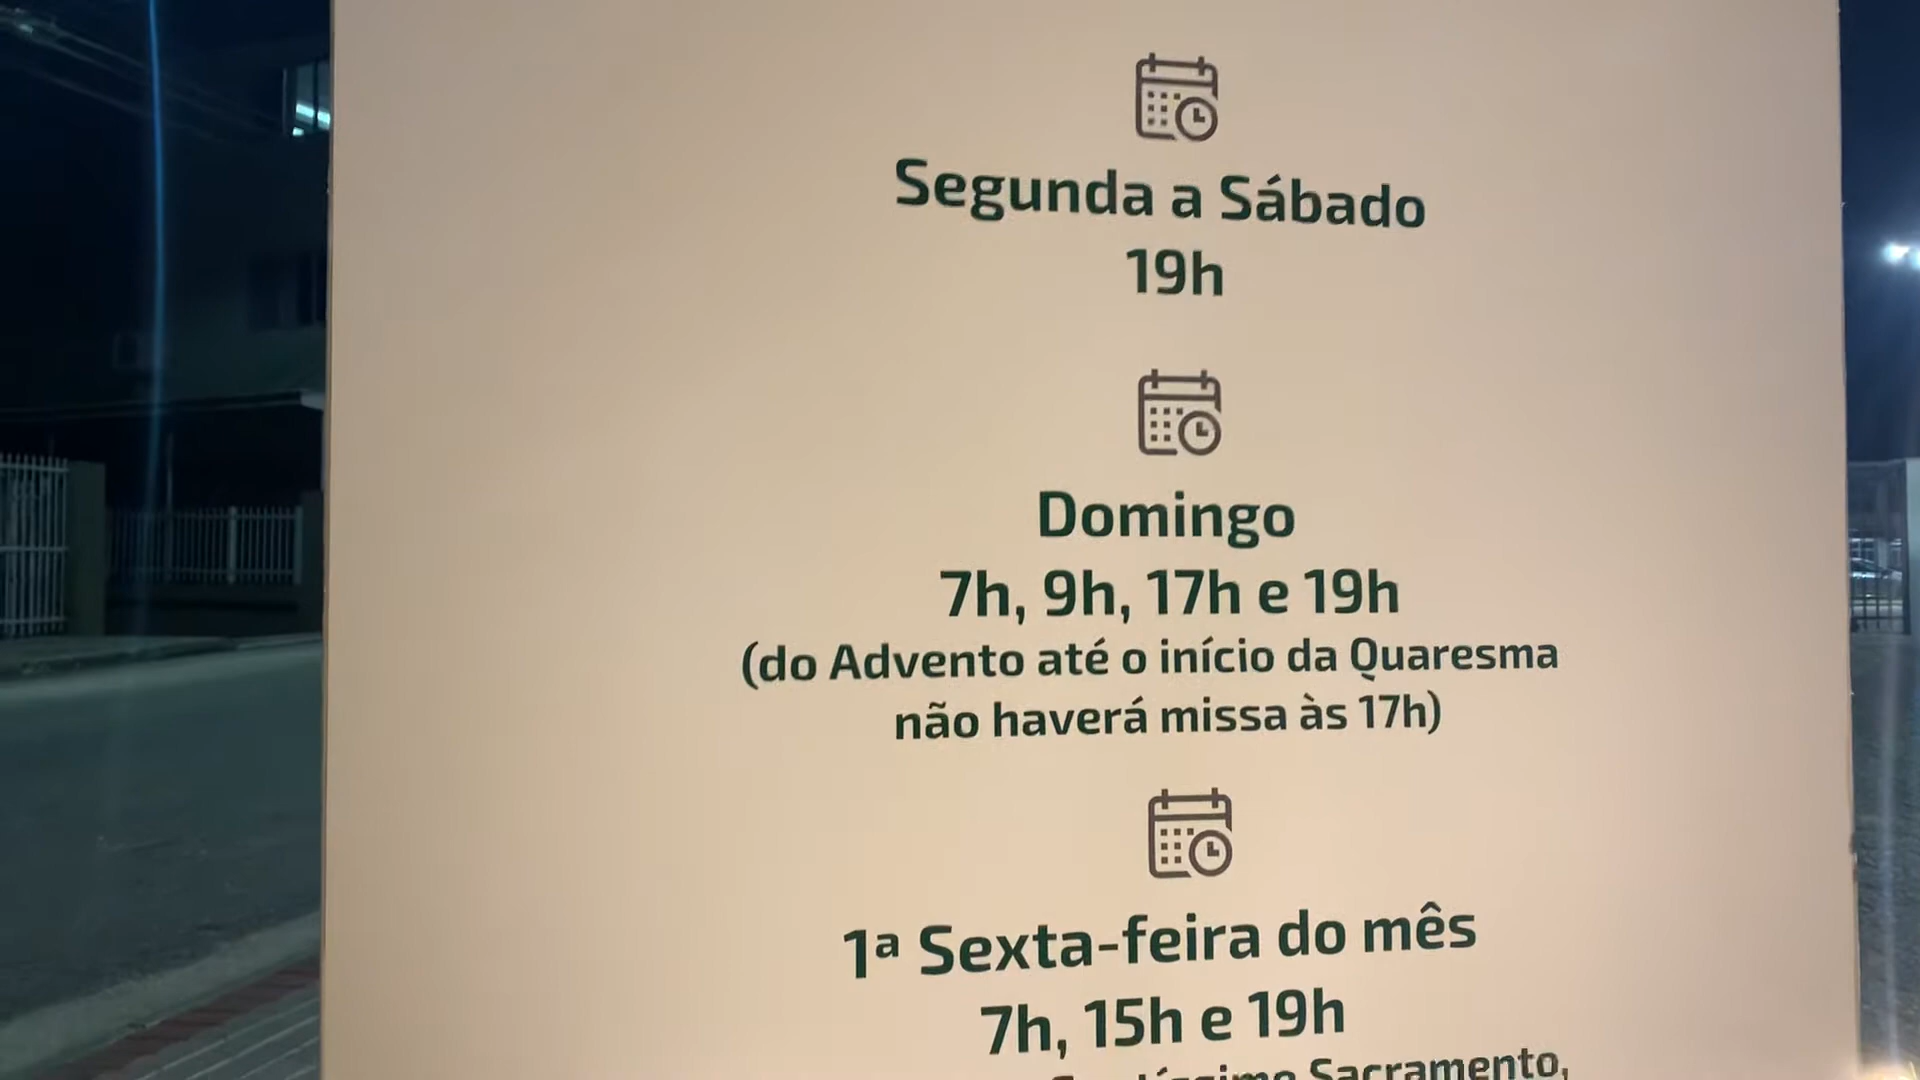 Segunda a Sábado
19h
Domingo
7h, 9h, 17h e 19h
(do Advento até o início da Quaresma
não haverá missa às 17h)
1ª Sexta-feira do mês
7h, 15h e 19h
Santíssimo Sacramento,